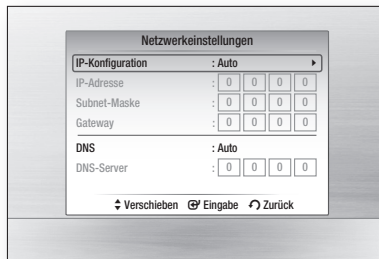 Netzwerkeinstellungen
IP-Konfiguration : Auto
IP-Adresse : 0 0 0 0
Subnet-Maske : 0 0 0 0
Gateway : 0 0 0 0
DNS : Auto
DNS-Server : 0 0 0 0
Verschieben Eingabe Zurück